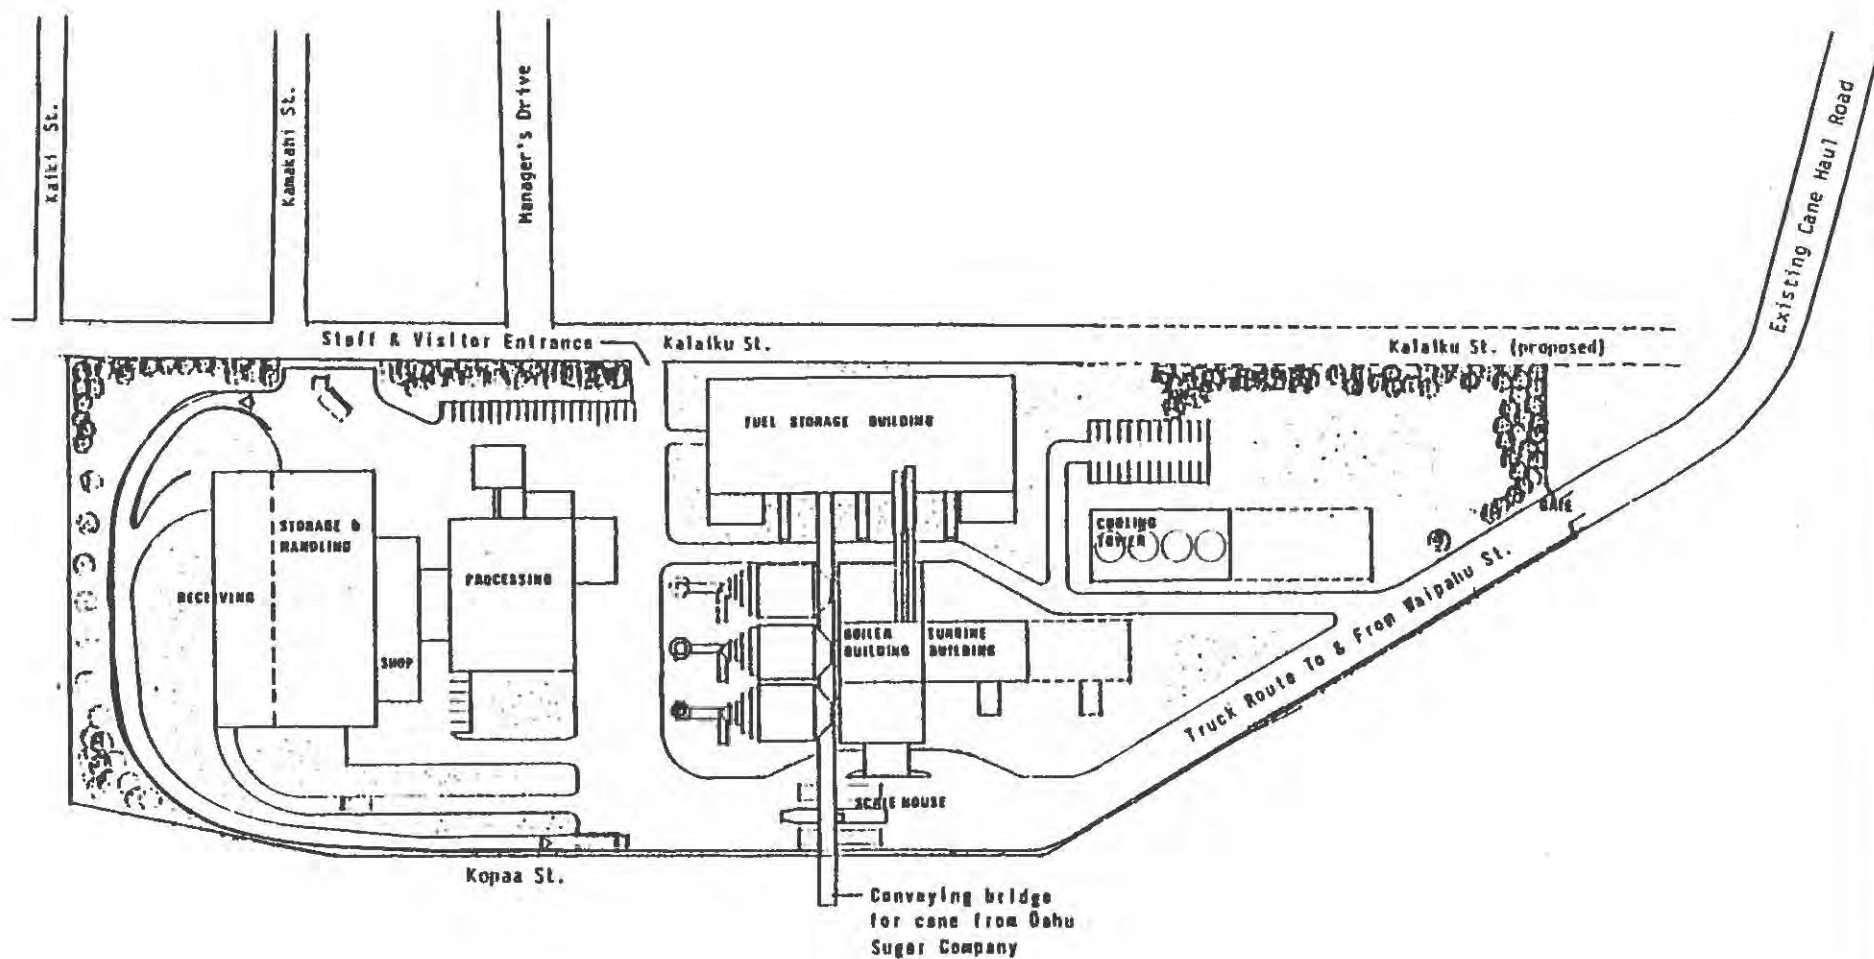 Kaiki St.
Kamakahi St.
Manager's Drive
Existing Cane Haul Road
Staff & Visitor Entrance
Kalaiku St.
Kalaiku St. (proposed)
FUEL STORAGE BUILDING
STORAGE &
HANDLING
PROCESSING
RECEIVING
SHOP
COOLING
TOWER
GATE
BOILER
BUILDING
TURBINE
BUILDING
Truck Route To & From Waipahu St.
SCALE HOUSE
Kopaa St.
Conveying bridge
for cane from Oahu
Sugar Company